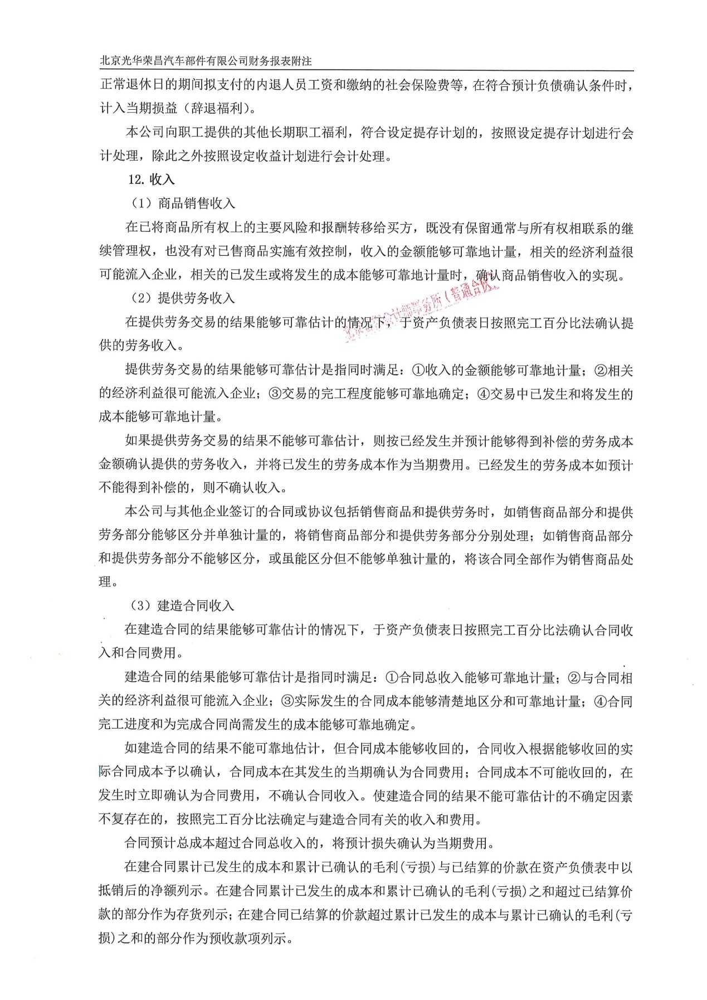 北京光华荣昌汽车部件有限公司财务报表附注
正常退休日的期间拟支付的内退人员工资和缴纳的社会保险费等，在符合预计负债确认条件时，
计入当期损益（辞退福利）。
本公司向职工提供的其他长期职工福利，符合设定提存计划的，按照设定提存计划进行会
计处理，除此之外按照设定收益计划进行会计处理。
12. 收入
（1）商品销售收入
在已将商品所有权上的主要风险和报酬转移给买方，既没有保留通常与所有权相联系的继
续管理权，也没有对已售商品实施有效控制，收入的金额能够可靠地计量，相关的经济利益很
可能流入企业，相关的已发生或将发生的成本能够可靠地计量时，确认商品销售收入的实现。
（2）提供劳务收入
会计师事务所（普通合伙）
在提供劳务交易的结果能够可靠估计的情况下，于资产负债表日按照完工百分比法确认提
供的劳务收入。
提供劳务交易的结果能够可靠估计是指同时满足：①收入的金额能够可靠地计量；②相关
的经济利益很可能流入企业；③交易的完工程度能够可靠地确定；④交易中已发生和将发生的
成本能够可靠地计量。
如果提供劳务交易的结果不能够可靠估计，则按已经发生并预计能够得到补偿的劳务成本
金额确认提供的劳务收入，并将已发生的劳务成本作为当期费用。已经发生的劳务成本如预计
不能得到补偿的，则不确认收入。
本公司与其他企业签订的合同或协议包括销售商品和提供劳务时，如销售商品部分和提供
劳务部分能够区分并单独计量的，将销售商品部分和提供劳务部分分别处理；如销售商品部分
和提供劳务部分不能够区分，或虽能区分但不能够单独计量的，将该合同全部作为销售商品处
理。
（3）建造合同收入
在建造合同的结果能够可靠估计的情况下，于资产负债表日按照完工百分比法确认合同收
入和合同费用。
建造合同的结果能够可靠估计是指同时满足：①合同总收入能够可靠地计量；②与合同相
关的经济利益很可能流入企业；③实际发生的合同成本能够清楚地区分和可靠地计量；④合同
完工进度和为完成合同尚需发生的成本能够可靠地确定。
如建造合同的结果不能可靠地估计，但合同成本能够收回的，合同收入根据能够收回的实
际合同成本予以确认，合同成本在其发生的当期确认为合同费用；合同成本不可能收回的，在
发生时立即确认为合同费用，不确认合同收入。使建造合同的结果不能可靠估计的不确定因素
不复存在的，按照完工百分比法确定与建造合同有关的收入和费用。
合同预计总成本超过合同总收入的，将预计损失确认为当期费用。
在建合同累计已发生的成本和累计已确认的毛利(亏损)与已结算的价款在资产负债表中以
抵销后的净额列示。在建合同累计已发生的成本和累计已确认的毛利(亏损)之和超过已结算价
款的部分作为存货列示；在建合同已结算的价款超过累计已发生的成本与累计已确认的毛利(亏
损)之和的部分作为预收款项列示。